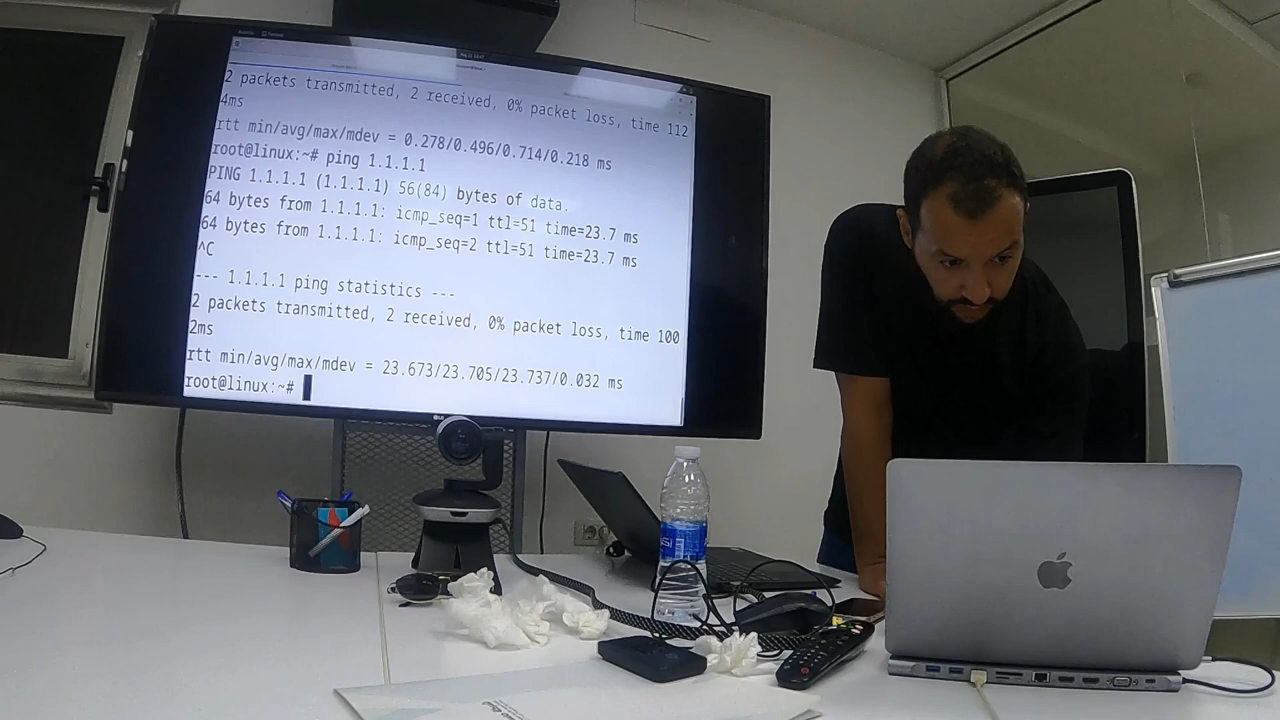 2 packets transmitted, 2 received, 0% packet loss, time 112
4ms
rtt min/avg/max/mdev = 0.278/0.496/0.714/0.218 ms
root@linux:~# ping 1.1.1.1
PING 1.1.1.1 (1.1.1.1) 56(84) bytes of data.
64 bytes from 1.1.1.1: icmp_seq=1 ttl=51 time=23.7 ms
64 bytes from 1.1.1.1: icmp_seq=2 ttl=51 time=23.7 ms
^C
--- 1.1.1.1 ping statistics ---
2 packets transmitted, 2 received, 0% packet loss, time 100
2ms
rtt min/avg/max/mdev = 23.673/23.705/23.737/0.032 ms
root@linux:~#
LG